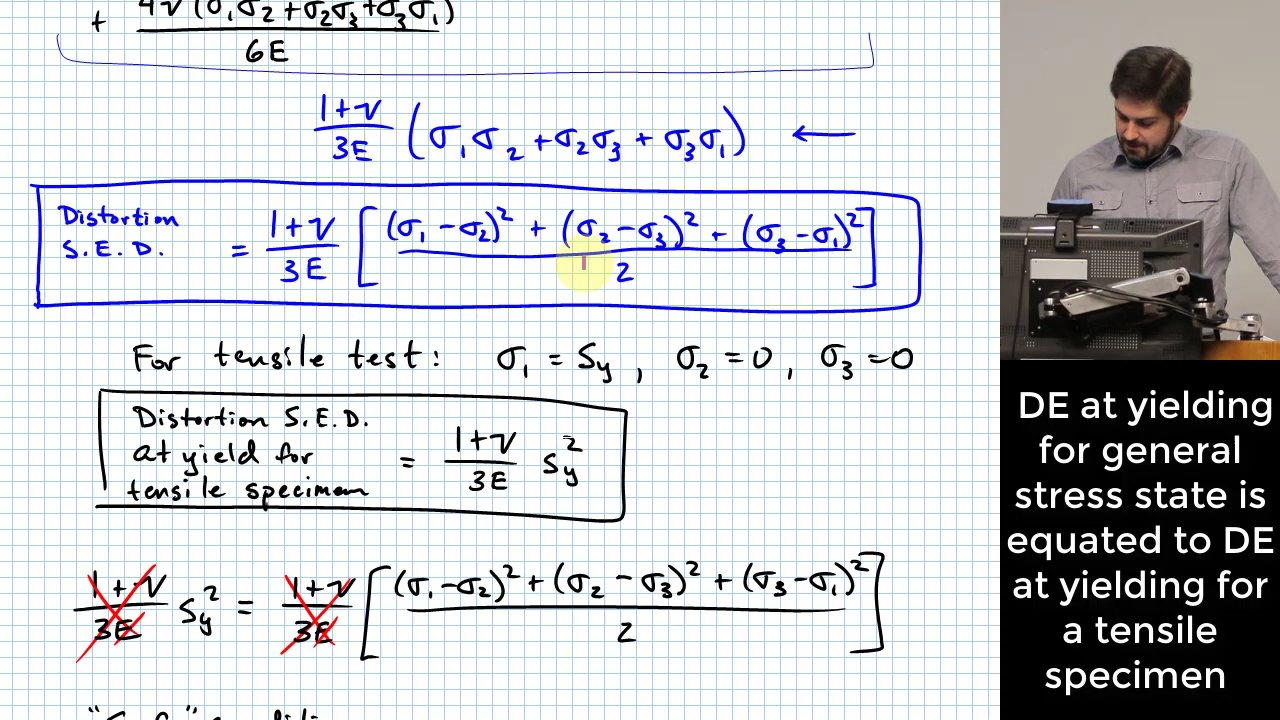 + 4ν(σ₁σ₂+σ₂σ₃+σ₃σ₁) / 6E
(1+ν)/3E (σ₁σ₂ + σ₂σ₃ + σ₃σ₁) ←
Distortion S.E.D. = (1+ν)/3E [((σ₁-σ₂)² + (σ₂-σ₃)² + (σ₃-σ₁)²)/2]
For tensile test: σ₁ = Sy, σ₂ = 0, σ₃ = 0
Distortion S.E.D.
at yield for = (1+ν)/3E Sy²
tensile specimen
(1+ν)/3E Sy² = (1+ν)/3E [((σ₁-σ₂)² + (σ₂-σ₃)² + (σ₃-σ₁)²)/2]
DE at yielding
for general
stress state is
equated to DE
at yielding for
a tensile
specimen